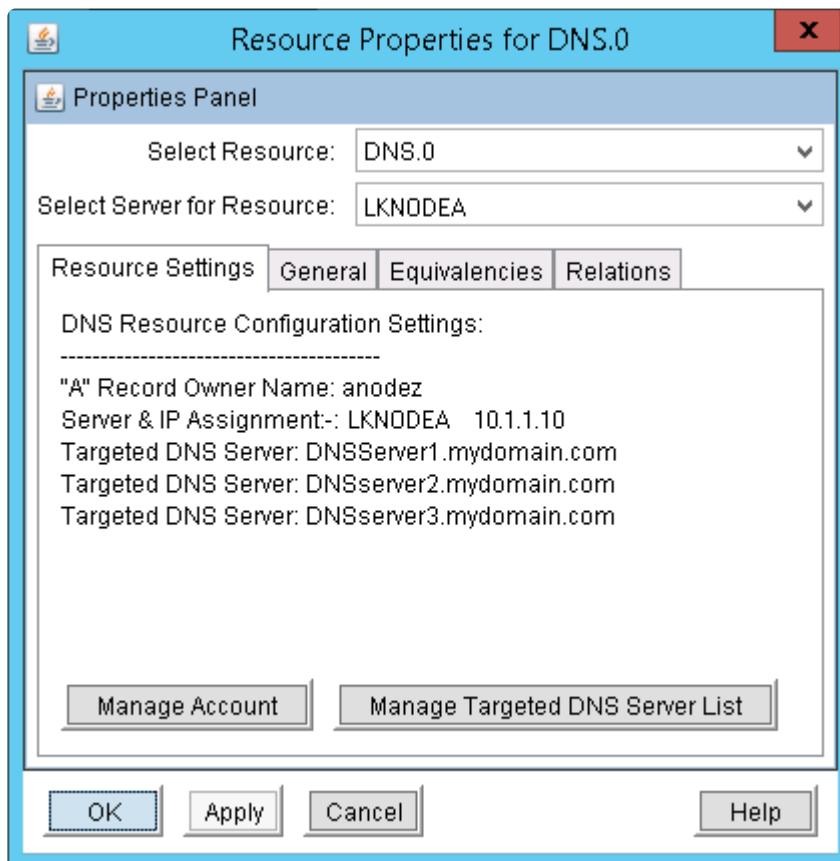 Resource Properties for DNS.0
x
Properties Panel
Select Resource: DNS.0
Select Server for Resource: LKNODEA
Resource Settings General Equivalencies Relations
DNS Resource Configuration Settings:
----------------------------------------
"A" Record Owner Name: anodez
Server & IP Assignment:-: LKNODEA 10.1.1.10
Targeted DNS Server: DNSServer1.mydomain.com
Targeted DNS Server: DNSserver2.mydomain.com
Targeted DNS Server: DNSserver3.mydomain.com
Manage Account Manage Targeted DNS Server List
OK Apply Cancel Help